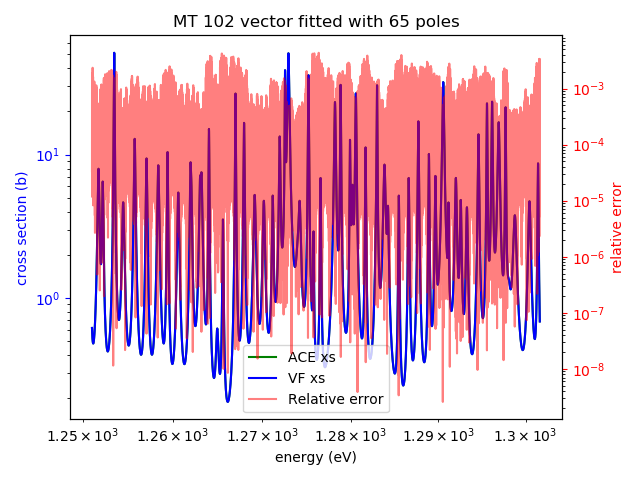 MT 102 vector fitted with 65 poles
cross section (b)
10¹
10⁰
10⁻³
10⁻⁴
10⁻⁵
10⁻⁶
10⁻⁷
10⁻⁸
relative error
ACE xs
VF xs
Relative error
1.25 × 10³ 1.26 × 10³ 1.27 × 10³ 1.28 × 10³ 1.29 × 10³ 1.3 × 10³
energy (eV)